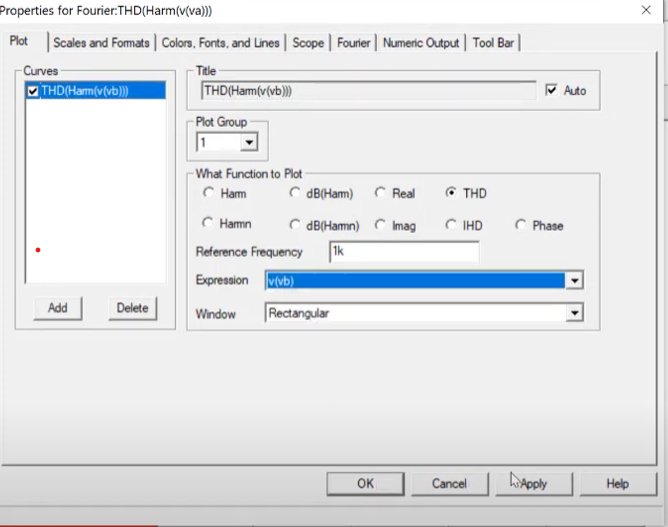 Properties for Fourier:THD(Harm(v(va)))
Plot Scales and Formats Colors, Fonts, and Lines Scope Fourier Numeric Output Tool Bar
Curves
THD(Harm(v(vb)))
Add Delete
Title
THD(Harm(v(vb))) Auto
Plot Group
1
What Function to Plot
Harm dB(Harm) Real THD
Harmn dB(Harmn) Imag IHD Phase
Reference Frequency 1k
Expression v(vb)
Window Rectangular
OK Cancel Apply Help